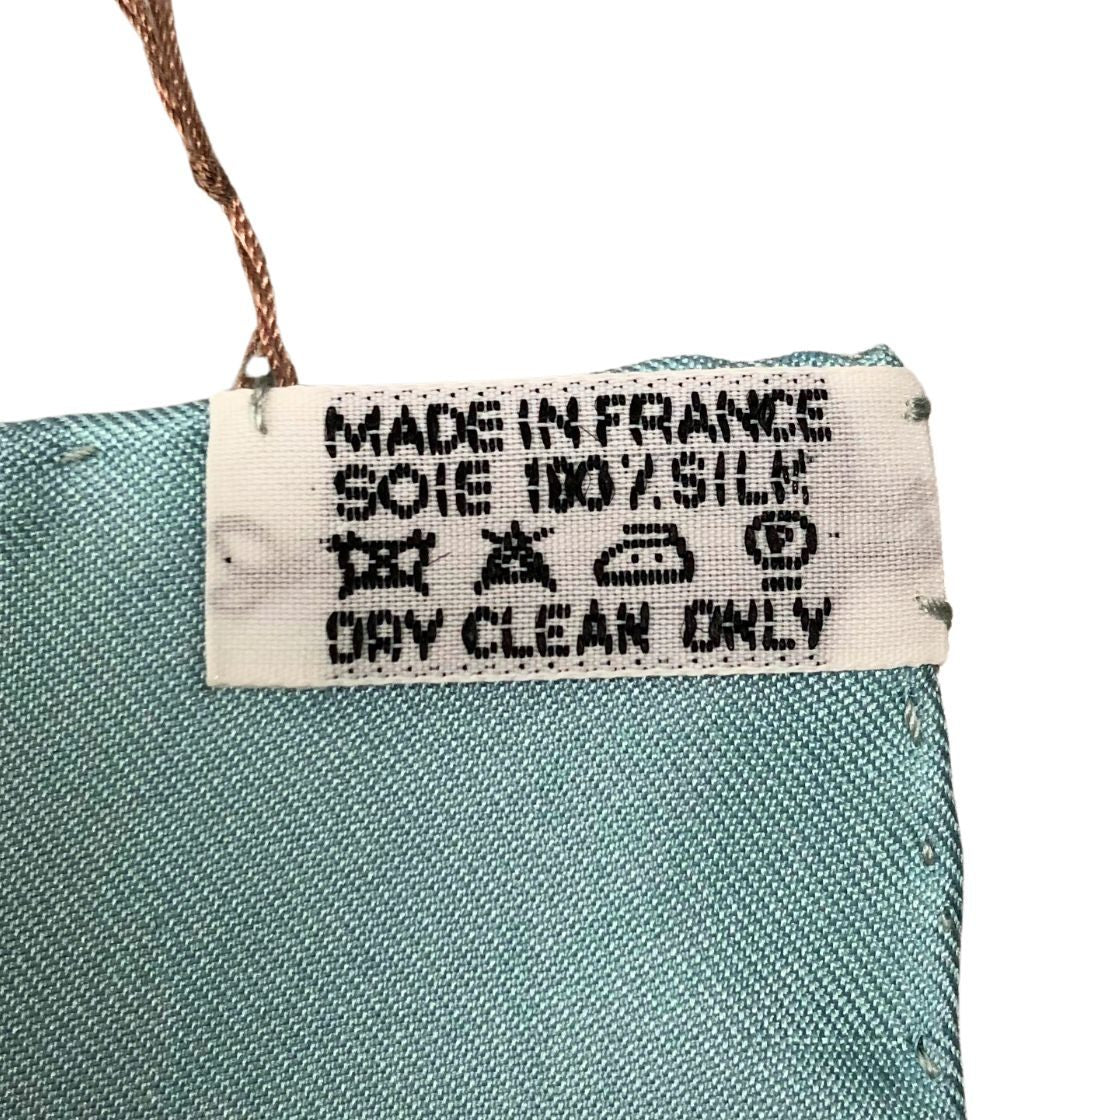 MADE IN FRANCE
SOIE 100% SILK
P
DRY CLEAN ONLY